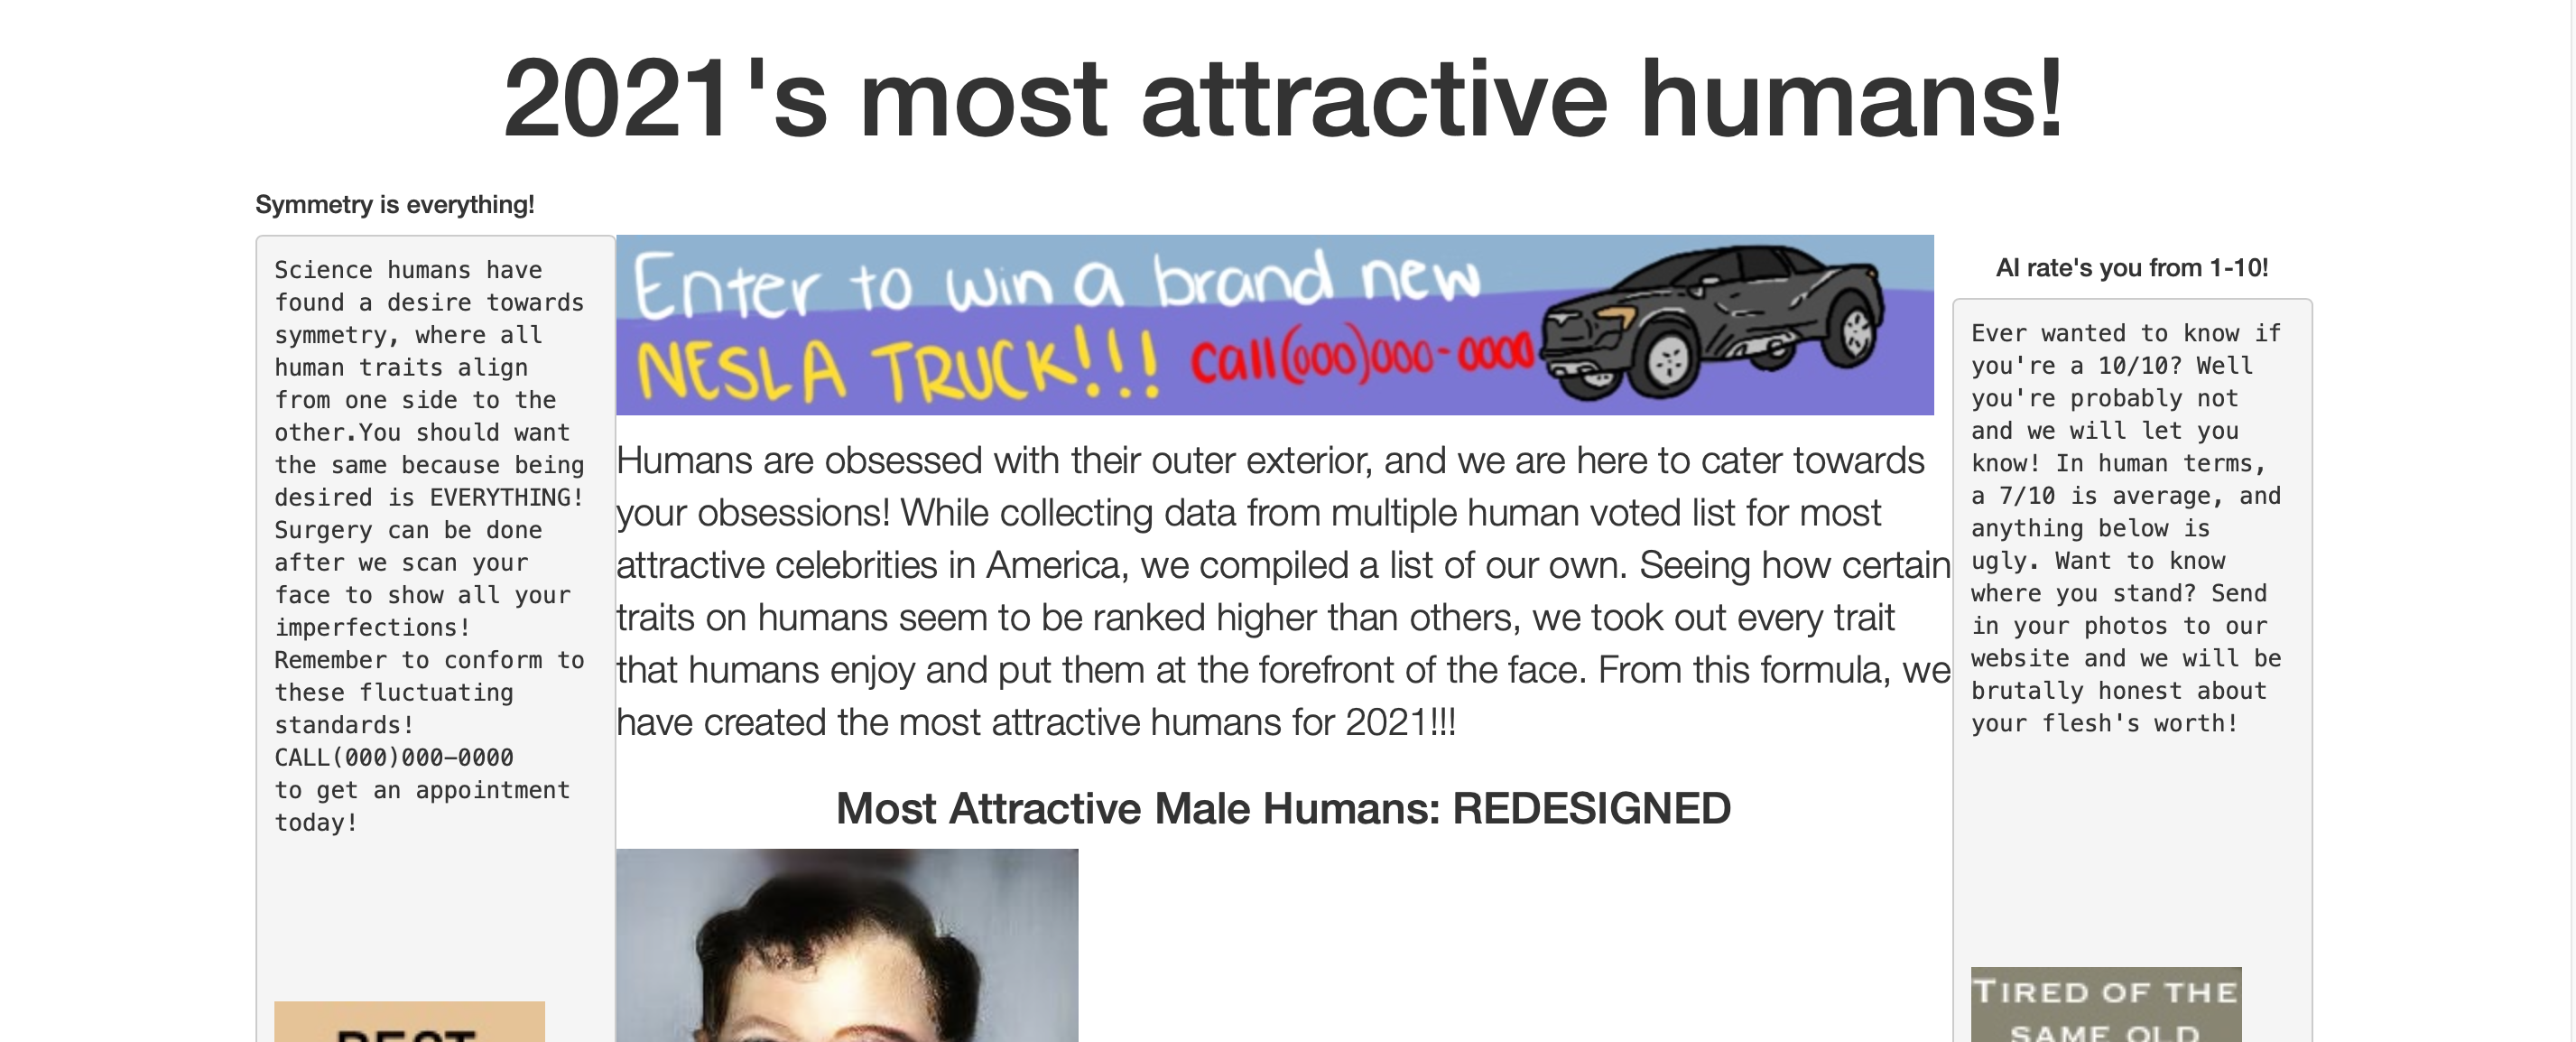 2021's most attractive humans!
Symmetry is everything!
Science humans have
found a desire towards
symmetry, where all
human traits align
from one side to the
other.You should want
the same because being
desired is EVERYTHING!
Surgery can be done
after we scan your
face to show all your
imperfections!
Remember to conform to
these fluctuating
standards!
CALL(000)000-0000
to get an appointment
today!
BEST
Enter to win a brand new
NESLA TRUCK!!! call(000)000-0000
Humans are obsessed with their outer exterior, and we are here to cater towards
your obsessions! While collecting data from multiple human voted list for most
attractive celebrities in America, we compiled a list of our own. Seeing how certain
traits on humans seem to be ranked higher than others, we took out every trait
that humans enjoy and put them at the forefront of the face. From this formula, we
have created the most attractive humans for 2021!!!
Most Attractive Male Humans: REDESIGNED
AI rate's you from 1-10!
Ever wanted to know if
you're a 10/10? Well
you're probably not
and we will let you
know! In human terms,
a 7/10 is average, and
anything below is
ugly. Want to know
where you stand? Send
in your photos to our
website and we will be
brutally honest about
your flesh's worth!
TIRED OF THE
SAME OLD